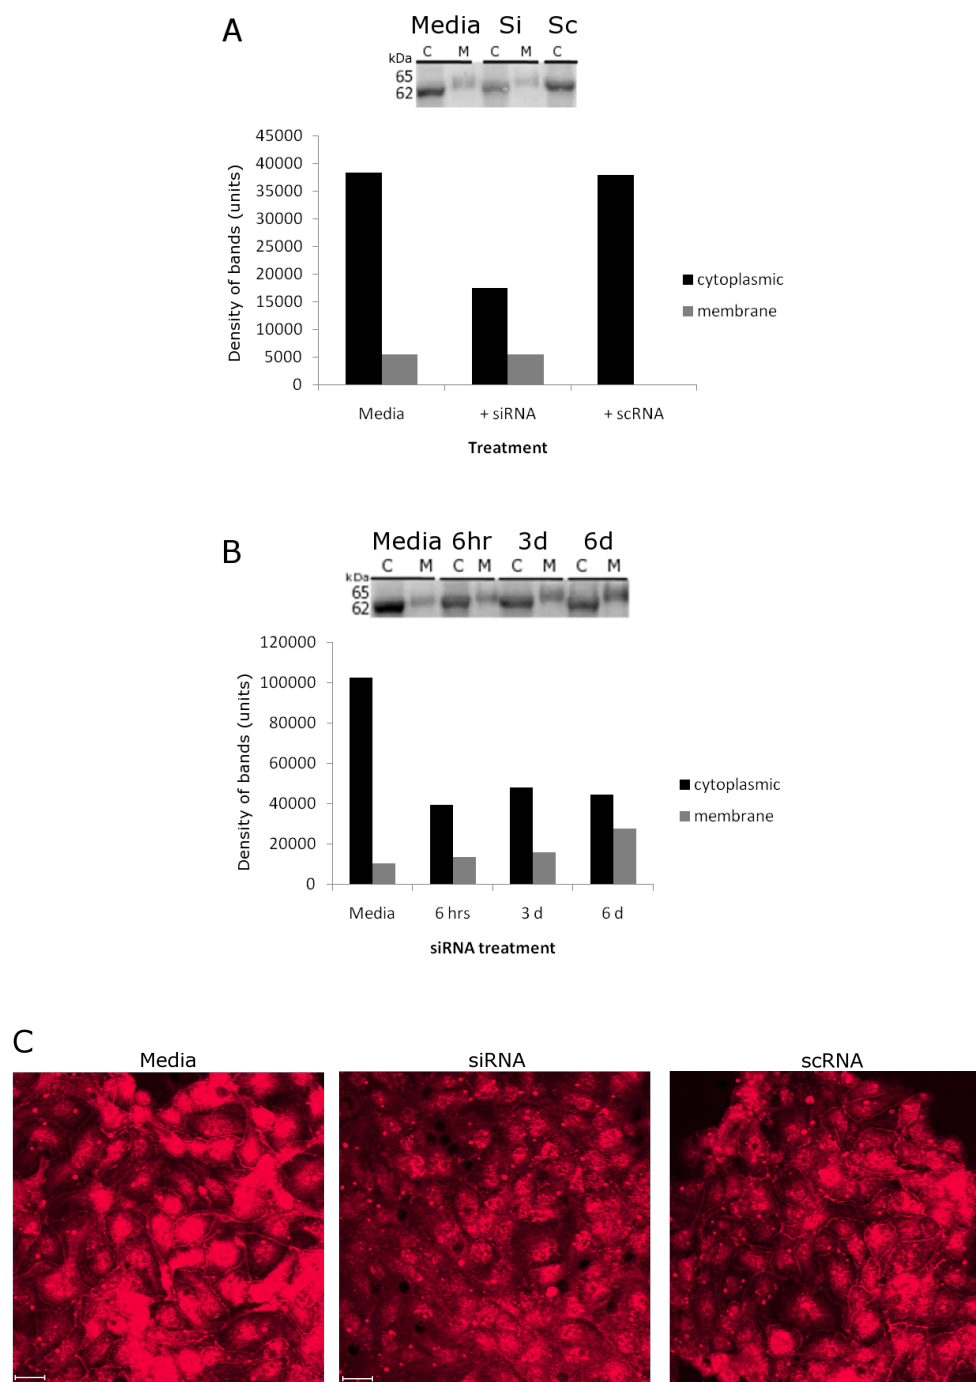 A
Media Si Sc
C M C M C
kDa
65
62
45000
40000
35000
30000
25000
20000
15000
10000
5000
0
Density of bands (units)
cytoplasmic
membrane
Media + siRNA + scRNA
Treatment
B
Media 6hr 3d 6d
C M C M C M C M
kDa
65
62
120000
100000
80000
60000
40000
20000
0
Density of bands (units)
cytoplasmic
membrane
Media 6 hrs 3 d 6 d
siRNA treatment
C
Media siRNA scRNA